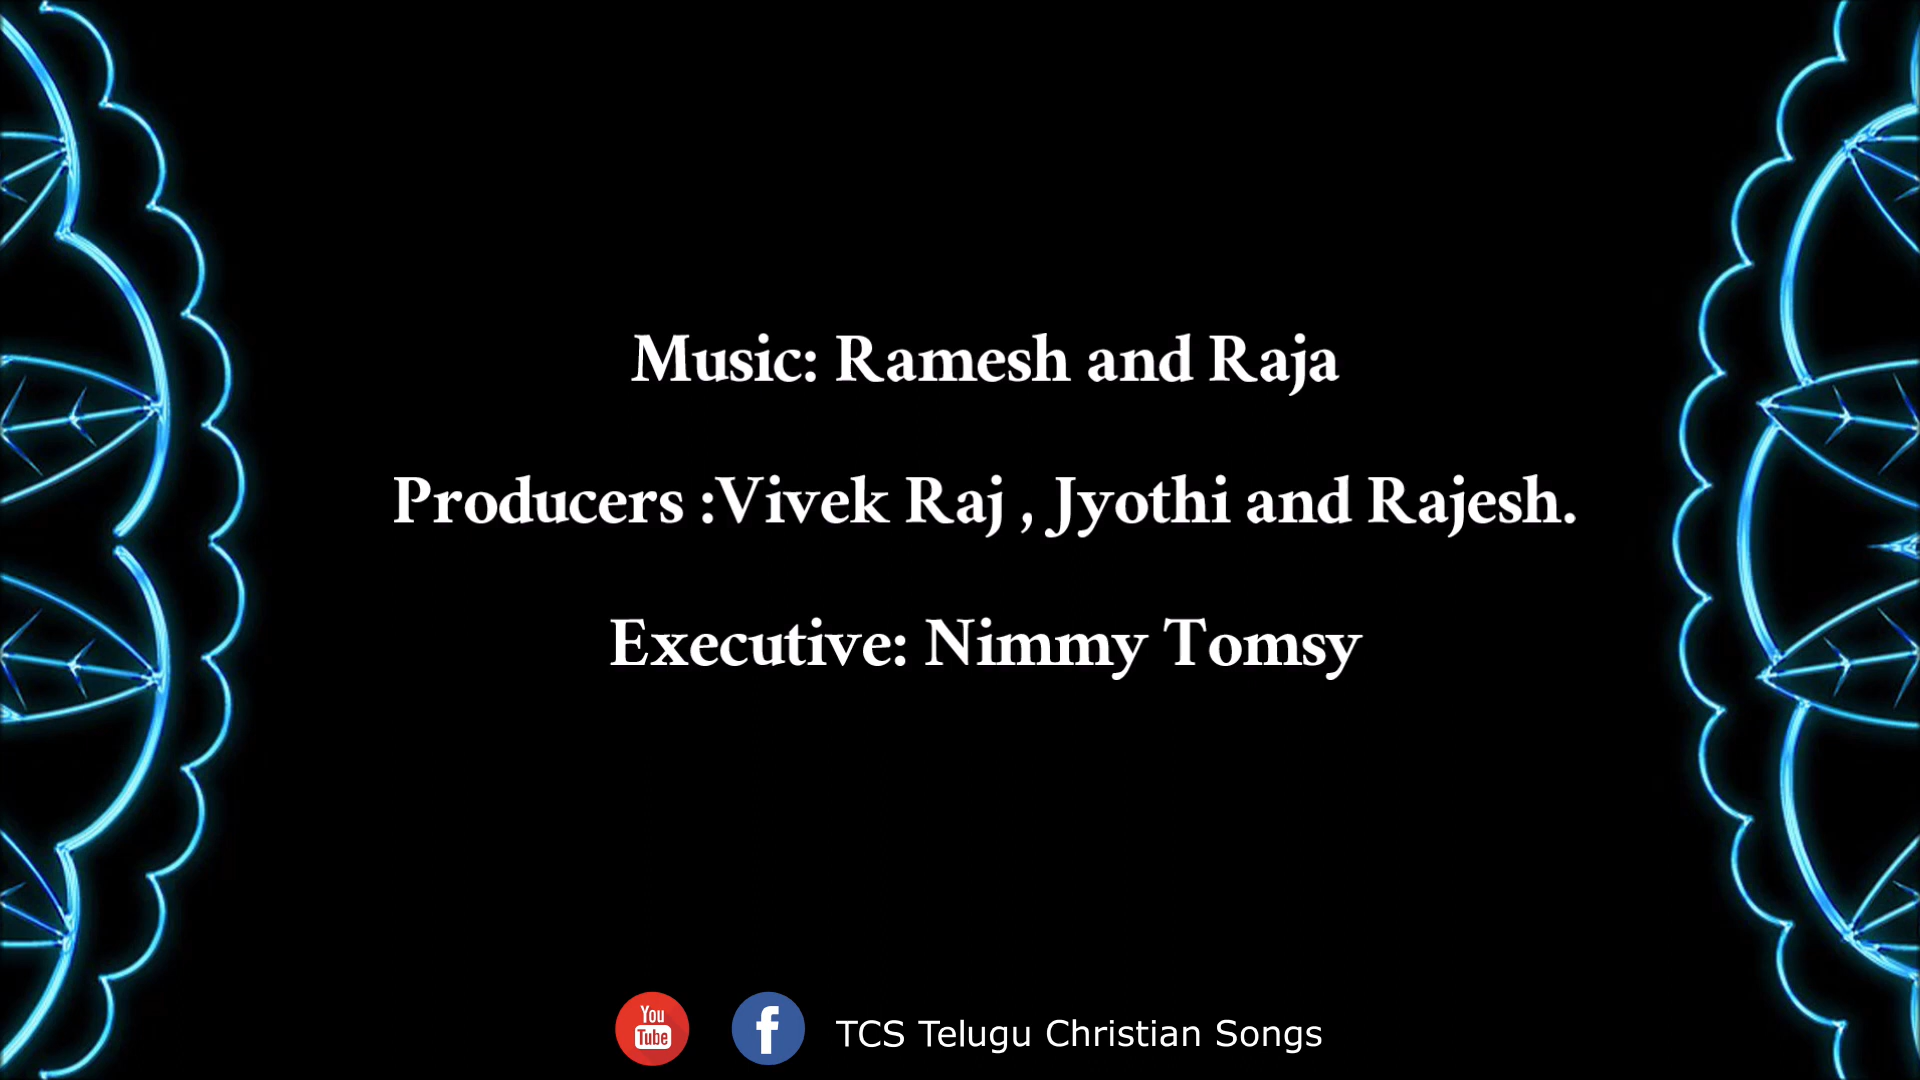 Music: Ramesh and Raja
Producers :Vivek Raj , Jyothi and Rajesh.
Executive: Nimmy Tomsy
You
Tube
f
TCS Telugu Christian Songs